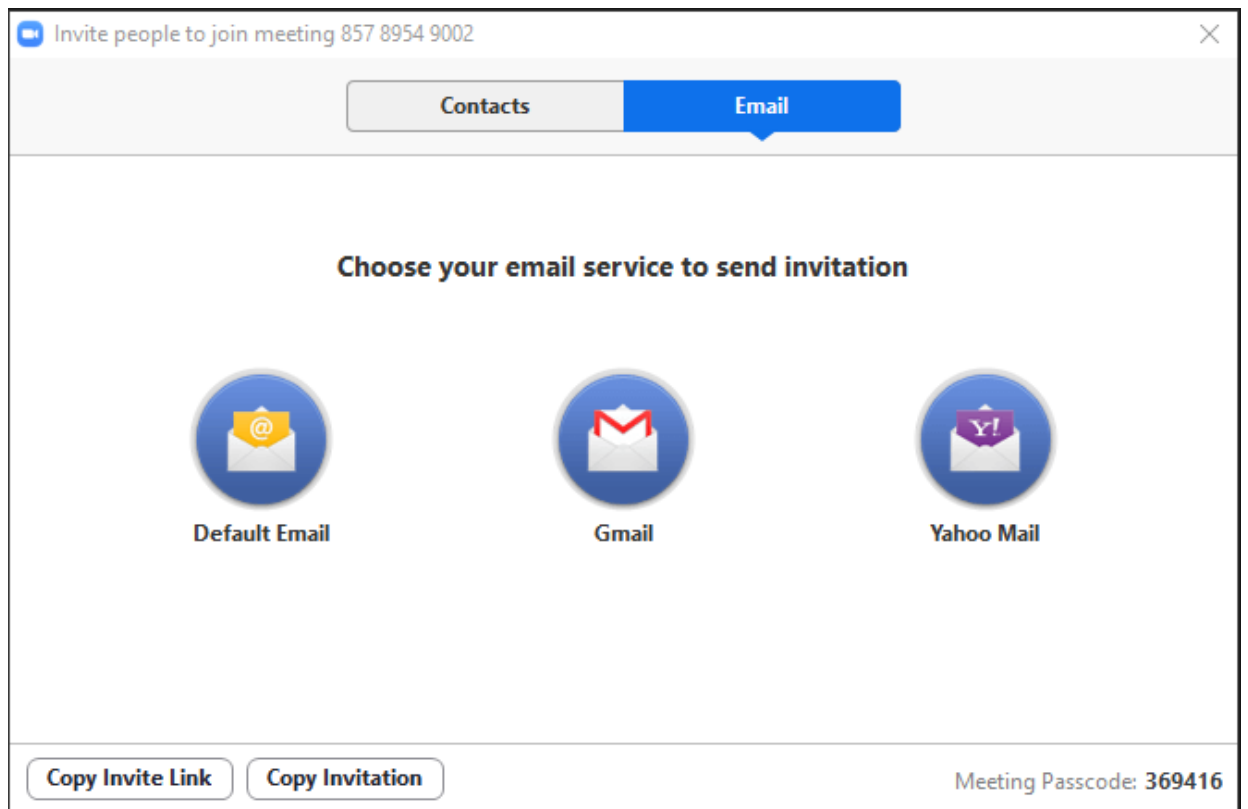 Invite people to join meeting 857 8954 9002
Contacts Email
Choose your email service to send invitation
@ Y!
Default Email Gmail Yahoo Mail
Copy Invite Link Copy Invitation Meeting Passcode: 369416